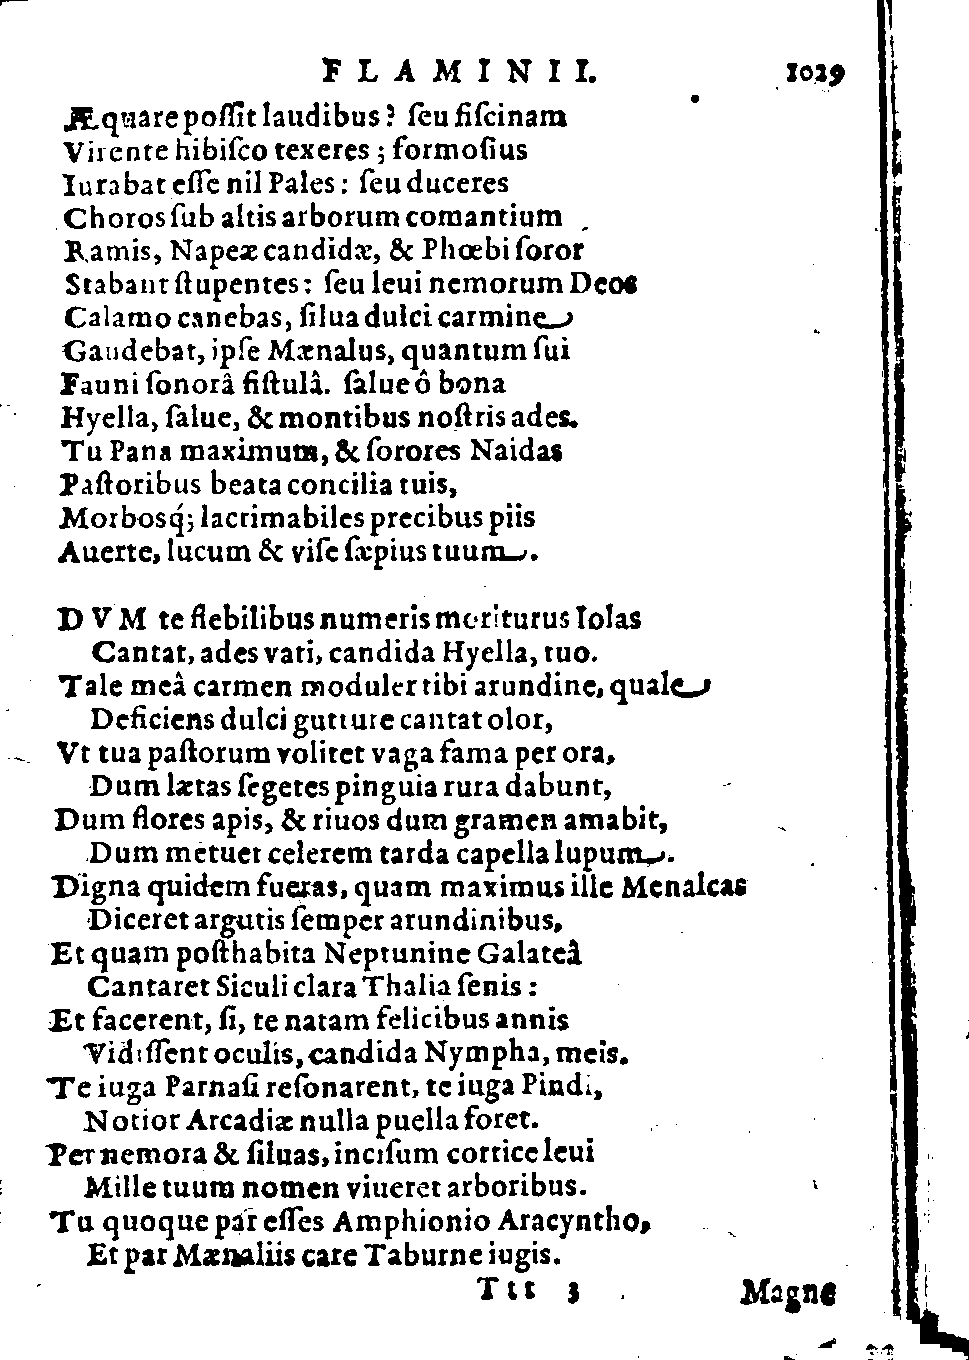 FLAMINII. 1029
Æquare poſſit laudibus? ſeu fiſcinam
Virente hibiſco texeres; formoſius
Iurabat eſſe nil Pales: ſeu duceres
Choros ſub altis arborum comantium
Ramis, Napeæ candidæ, & Phœbi ſoror
Stabant ſtupentes: ſeu leui nemorum Deos
Calamo canebas, ſilua dulci carmine
Gaudebat, ipſe Mænalus, quantum ſui
Fauni ſonorâ fiſtulâ. ſalue ô bona
Hyella, ſalue, & montibus noſtris ades.
Tu Pana maximum, & ſorores Naidas
Paſtoribus beata concilia tuis,
Morbosq́; lacrimabiles precibus piis
Auerte, lucum & viſe ſæpius tuum.
DVM te flebilibus numeris moriturus Iolas
Cantat, ades vati, candida Hyella, tuo.
Tale meâ carmen moduler tibi arundine, quale
Deficiens dulci gutture cantat olor,
Vt tua paſtorum volitet vaga fama per ora,
Dum lætas ſegetes pinguia rura dabunt,
Dum flores apis, & riuos dum gramen amabit,
Dum metuet celerem tarda capella lupum.
Digna quidem fueras, quam maximus ille Menalcas
Diceret argutis ſemper arundinibus,
Et quam poſthabita Neptunine Galateâ
Cantaret Siculi clara Thalia ſenis:
Et facerent, ſi, te natam felicibus annis
Vidiſſent oculis, candida Nympha, meis.
Te iuga Parnaſi reſonarent, te iuga Pindi,
Notior Arcadiæ nulla puella foret.
Per nemora & ſiluas, inciſum cortice leui
Mille tuum nomen viueret arboribus.
Tu quoque par eſſes Amphionio Aracyntho,
Et par Mænaliis care Taburne iugis.
Ttt 3 Magne